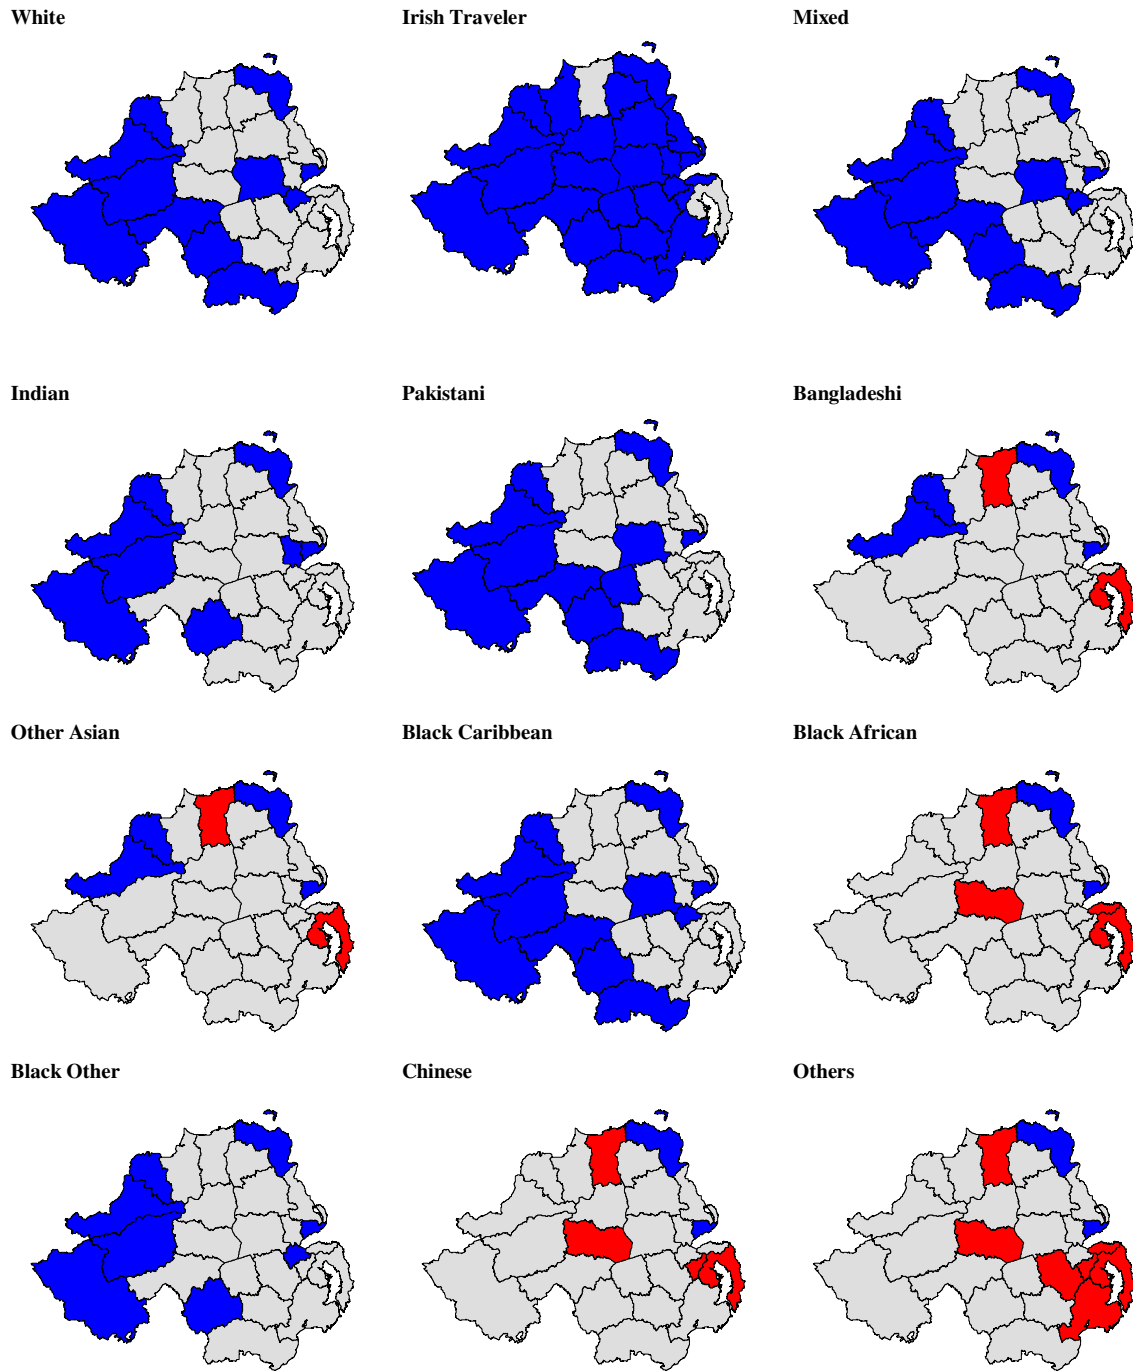 White
Irish Traveler
Mixed
Indian
Pakistani
Bangladeshi
Other Asian
Black Caribbean
Black African
Black Other
Chinese
Others